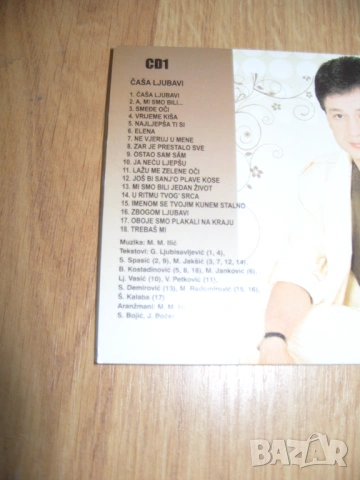 CD1
ČAŠA LJUBAVI
1. ČAŠA LJUBAVI
2. A, MI SMO BILI...
3. SMEĐE OČI
4. VRIJEME KIŠA
5. NAJLJEPŠA TI SI
6. ELENA
7. NE VJERUJ U MENE
8. ZAR JE PRESTALO SVE
9. OSTAO SAM SÂM
10. JA NEĆU LJEPŠU
11. LAŽU ME ZELENE OČI
12. JOŠ BI SANJ'O PLAVE KOSE
13. MI SMO BILI JEDAN ŽIVOT
14. U RITMU TVOG' SRCA
15. IMENOM SE TVOJIM KUNEM STALNO
16. ZBOGOM LJUBAVI
17. OBOJE SMO PLAKALI NA KRAJU
18. TREBAŠ MI
Muzika: M. M. Ilić
Tekstovi: G. Ljubisavljević (1, 4),
S. Spasić (2, 9), M. Jakšić (3, 7, 12, 14),
B. Kostadinović (5, 8, 18), M. Janković (6),
Lj. Vasić (10), V. Petković (11),
S. Demirović (13), M. (15, 16),
Š. Kalaba (17)
Aranžmani: M. M.
S. Bojić, J.
BAZAR